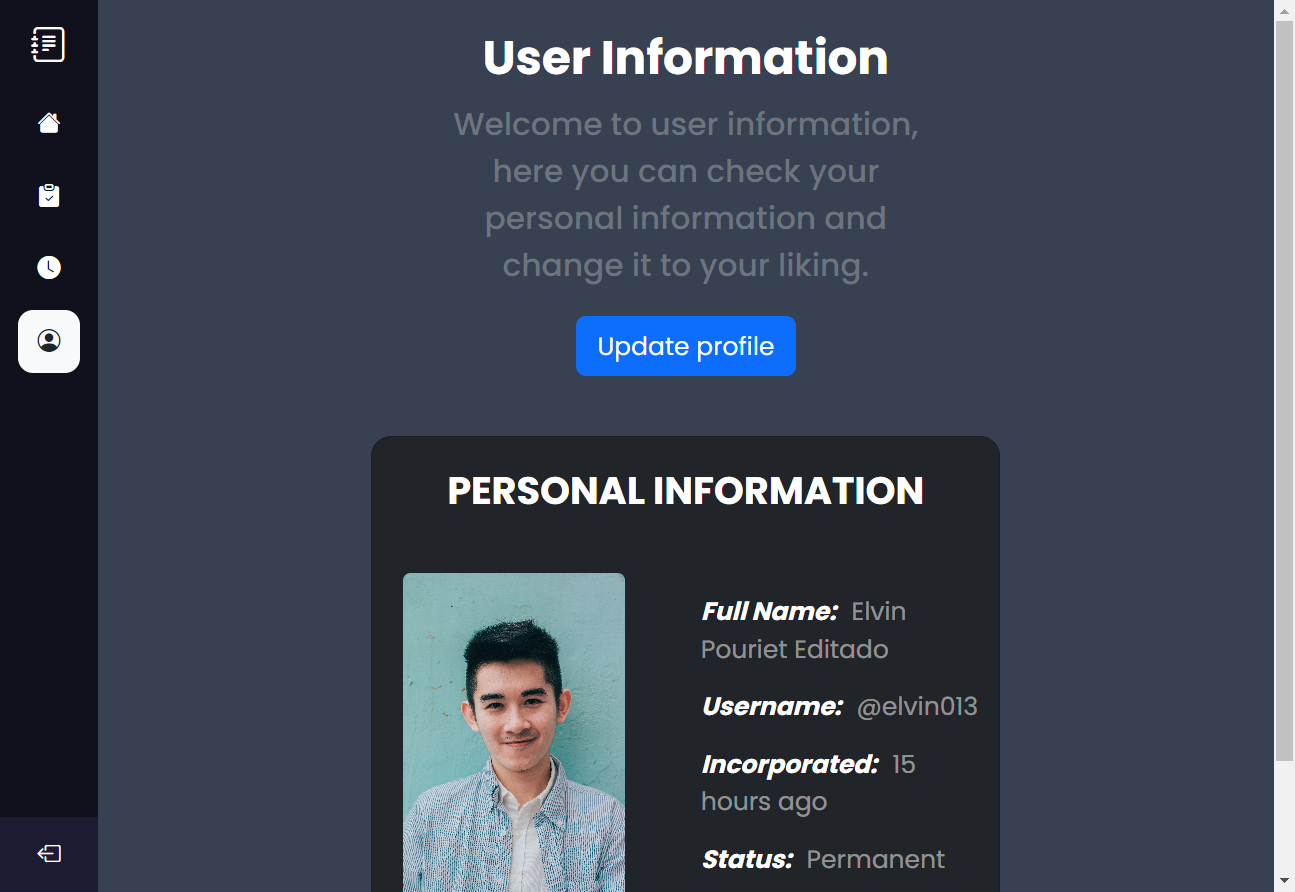 User Information
Welcome to user information,
here you can check your
personal information and
change it to your liking.
Update profile
PERSONAL INFORMATION
Full Name: Elvin
Pouriet Editado
Username: @elvin013
Incorporated: 15
hours ago
Status: Permanent